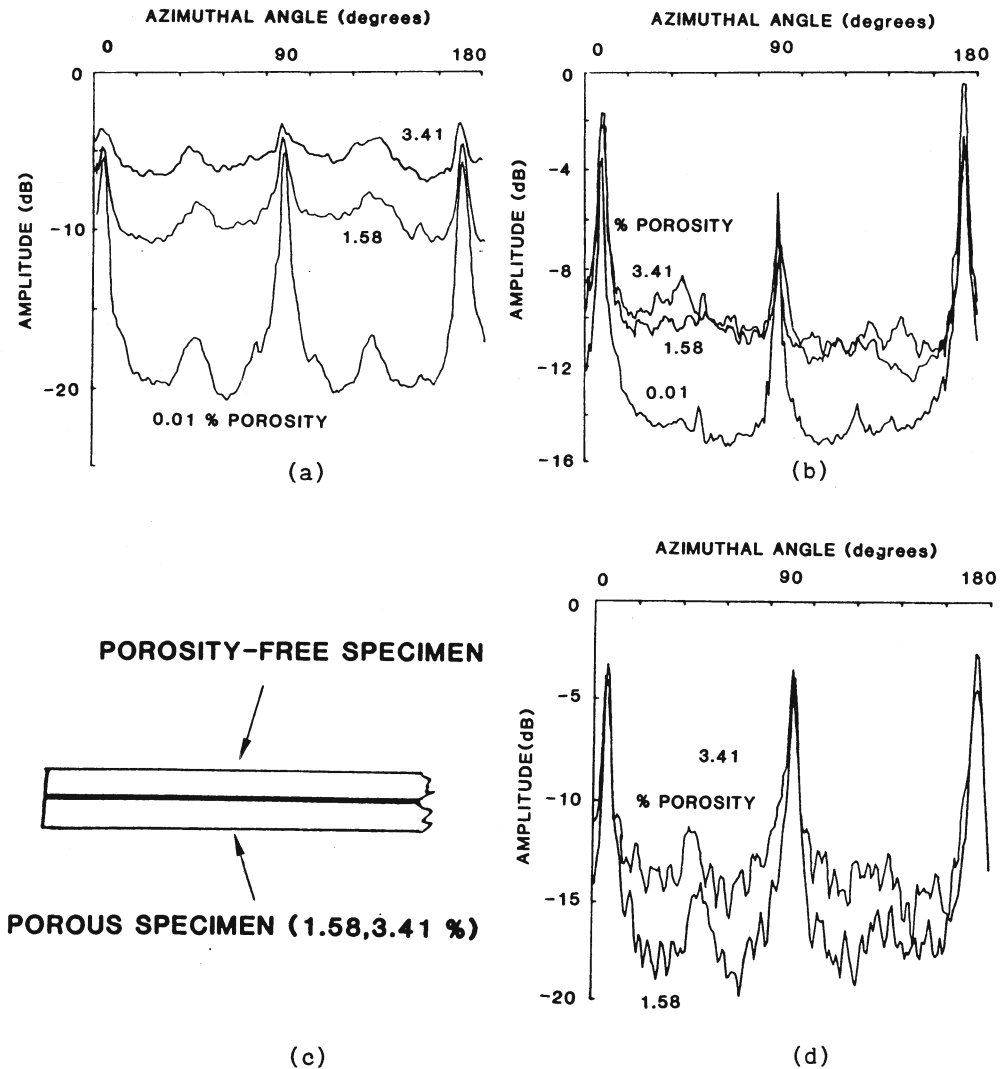 AZIMUTHAL ANGLE (degrees)
0
90
180
0
-10
-20
AMPLITUDE (dB)
3.41
1.58
0.01 % POROSITY
(a)
AZIMUTHAL ANGLE (degrees)
0
90
180
0
-4
-8
-12
-16
AMPLITUDE (dB)
% POROSITY
3.41
1.58
0.01
(b)
POROSITY-FREE SPECIMEN
POROUS SPECIMEN (1.58,3.41 %)
(c)
AZIMUTHAL ANGLE (degrees)
0
90
180
0
-5
-10
-15
-20
AMPLITUDE(dB)
3.41
% POROSITY
1.58
(d)